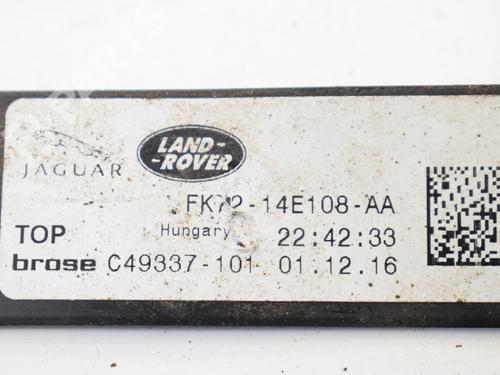 JAGUAR
LAND-
-ROVER
FK72-14E108-AA
TOP Hungary 22:42:33
brose C49337-101 01.12.16